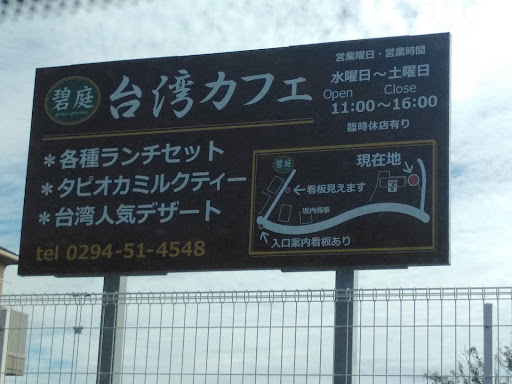 碧庭
台湾カフェ
営業曜日・営業時間
水曜日～土曜日
Open Close
11:00～16:00
臨時休店有り
＊各種ランチセット
＊タピオカミルクティー
＊台湾人気デザート
tel 0294-51-4548
碧庭
現在地
←看板見えます
坂内商事
入口案内看板あり